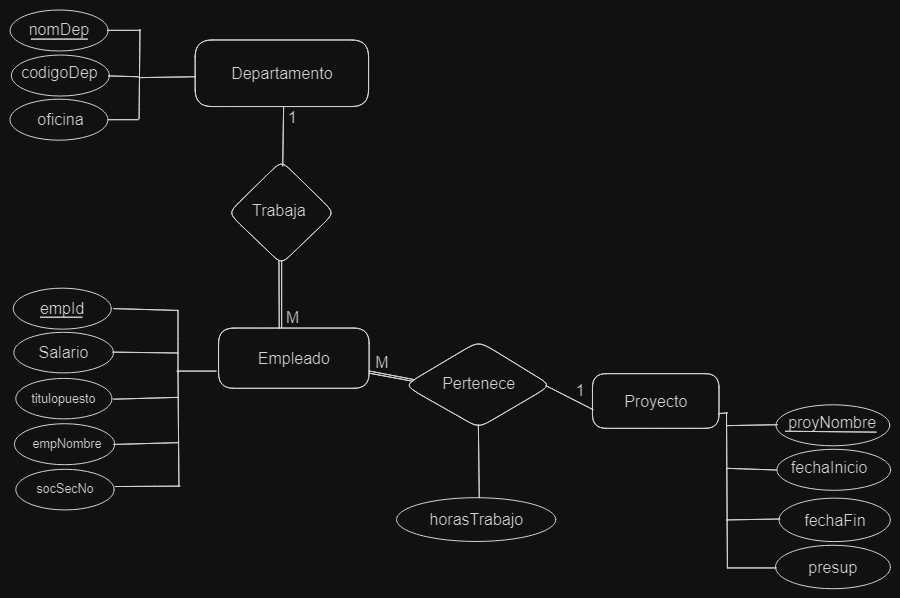 nomDep
codigoDep
oficina
Departamento
1
Trabaja
M
empId
Salario
titulopuesto
empNombre
socSecNo
Empleado
M
Pertenece
1
Proyecto
horasTrabajo
proyNombre
fechaInicio
fechaFin
presup